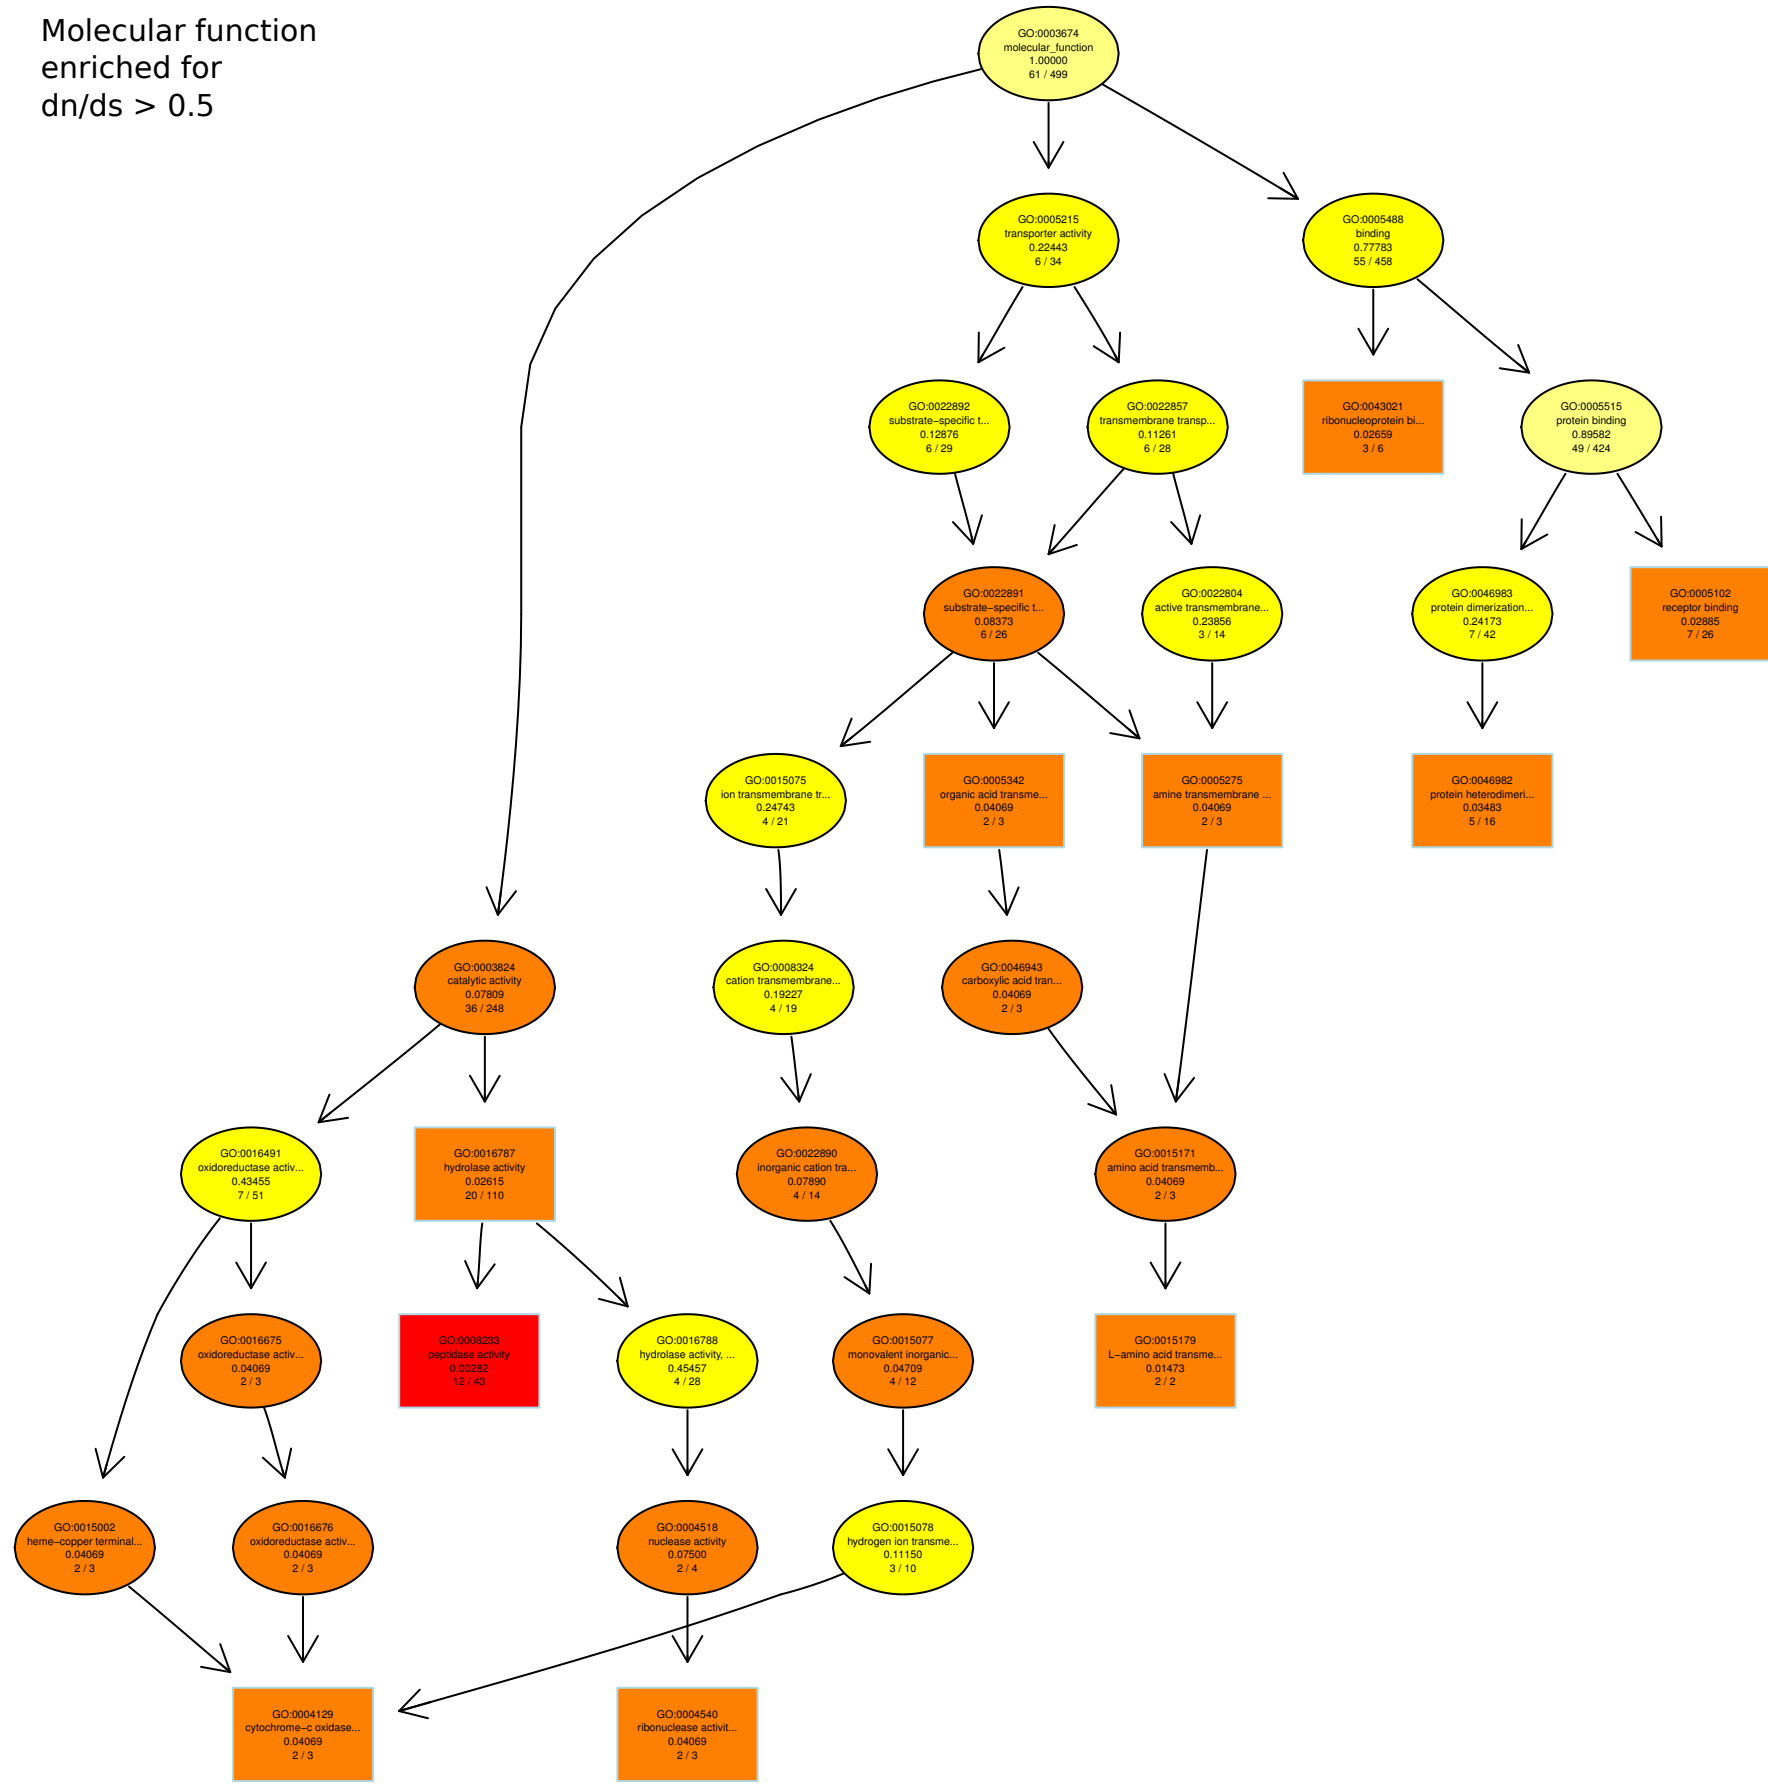 Molecular function
enriched for
dn/ds > 0.5
GO:0003674
molecular_function
1.00000
61 / 499
GO:0005215
transporter activity
0.22443
6 / 34
GO:0005488
binding
0.77783
55 / 458
GO:0022892
substrate−specific t...
0.12876
6 / 29
GO:0022857
transmembrane transp...
0.11261
6 / 28
GO:0043021
ribonucleoprotein bi...
0.02659
3 / 6
GO:0005515
protein binding
0.89582
49 / 424
GO:0022891
substrate−specific t...
0.08373
6 / 26
GO:0022804
active transmembrane...
0.23856
3 / 14
GO:0046983
protein dimerization...
0.24173
7 / 42
GO:0005102
receptor binding
0.02885
7 / 26
GO:0015075
ion transmembrane tr...
0.24743
4 / 21
GO:0005342
organic acid transme...
0.04069
2 / 3
GO:0005275
amine transmembrane ...
0.04069
2 / 3
GO:0046982
protein heterodimeri...
0.03483
5 / 16
GO:0003824
catalytic activity
0.07809
36 / 248
GO:0008324
cation transmembrane...
0.19227
4 / 19
GO:0046943
carboxylic acid tran...
0.04069
2 / 3
GO:0016491
oxidoreductase activ...
0.43455
7 / 51
GO:0016787
hydrolase activity
0.02615
20 / 110
GO:0022890
inorganic cation tra...
0.07890
4 / 14
GO:0015171
amino acid transmemb...
0.04069
2 / 3
GO:0016675
oxidoreductase activ...
0.04069
2 / 3
GO:0008233
peptidase activity
0.00282
12 / 43
GO:0016788
hydrolase activity, ...
0.45457
4 / 28
GO:0015077
monovalent inorganic...
0.04709
4 / 12
GO:0015179
L−amino acid transme...
0.01473
2 / 2
GO:0015002
heme−copper terminal...
0.04069
2 / 3
GO:0016676
oxidoreductase activ...
0.04069
2 / 3
GO:0004518
nuclease activity
0.07500
2 / 4
GO:0015078
hydrogen ion transme...
0.11150
3 / 10
GO:0004129
cytochrome−c oxidase...
0.04069
2 / 3
GO:0004540
ribonuclease activit...
0.04069
2 / 3